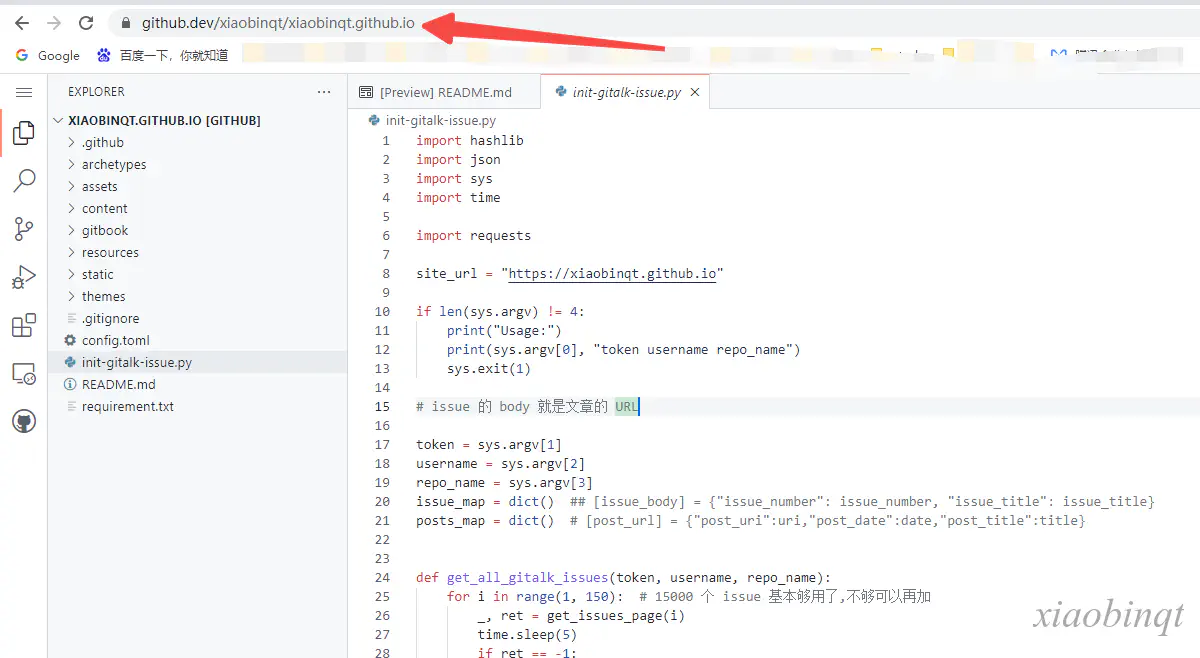 github.dev/xiaobinqt/xiaobinqt.github.io
Google 百度一下，你就知道
EXPLORER ···
XIAOBINQT.GITHUB.IO [GITHUB]
.github
archetypes
assets
content
gitbook
resources
static
themes
.gitignore
config.toml
init-gitalk-issue.py
README.md
requirement.txt
[Preview] README.md init-gitalk-issue.py
init-gitalk-issue.py
1 import hashlib
2 import json
3 import sys
4 import time
5
6 import requests
7
8 site_url = "https://xiaobinqt.github.io"
9
10 if len(sys.argv) != 4:
11 print("Usage:")
12 print(sys.argv[0], "token username repo_name")
13 sys.exit(1)
14
15 # issue 的 body 就是文章的 URL
16
17 token = sys.argv[1]
18 username = sys.argv[2]
19 repo_name = sys.argv[3]
20 issue_map = dict() ## [issue_body] = {"issue_number": issue_number, "issue_title": issue_title}
21 posts_map = dict() # [post_url] = {"post_uri":uri,"post_date":date,"post_title":title}
22
23
24 def get_all_gitalk_issues(token, username, repo_name):
25 for i in range(1, 150): # 15000 个 issue 基本够用了,不够可以再加
26 _, ret = get_issues_page(i)
27 time.sleep(5)
28 if ret == -1:
xiaobinqt